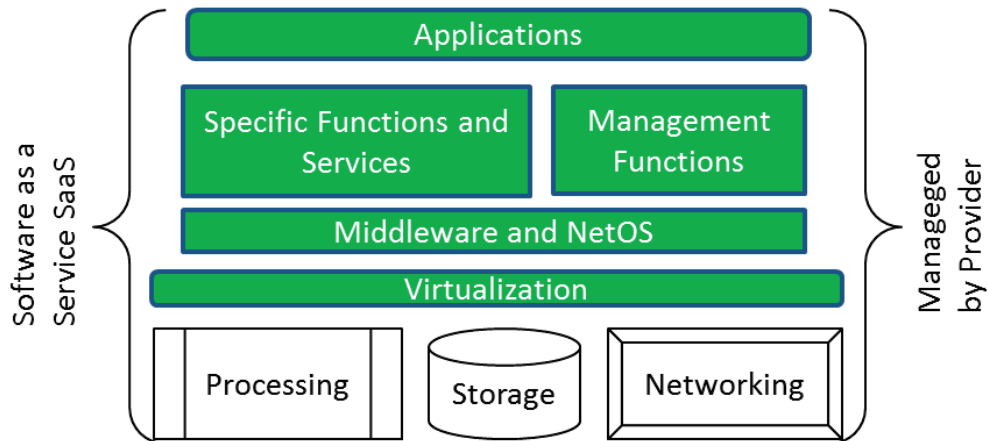 Software as a
Service SaaS
Applications
Specific Functions and
Services
Management
Functions
Middleware and NetOS
Virtualization
Processing
Storage
Networking
Manageged
by Provider